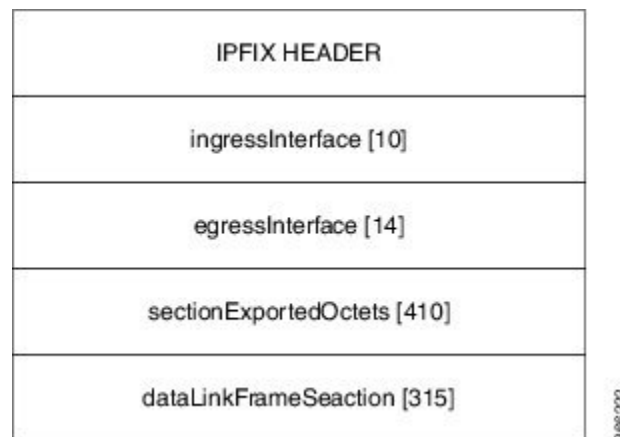 IPFIX HEADER
ingressInterface [10]
egressInterface [14]
sectionExportedOctets [410]
dataLinkFrameSeaction [315]